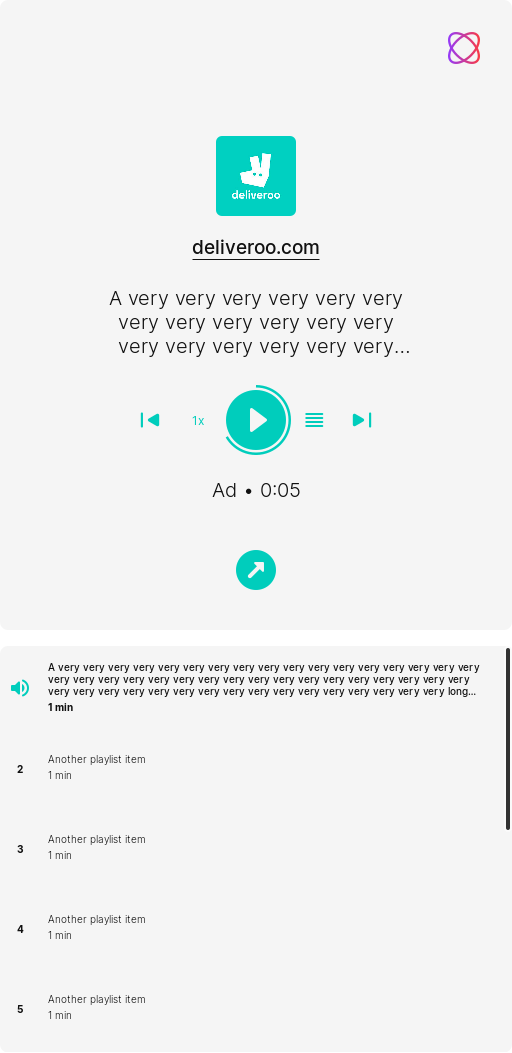 deliveroo
deliveroo.com
A very very very very very very
very very very very very very
very very very very very very...
1x
Ad • 0:05
A very very very very very very very very very very very very very very very very very
very very very very very very very very very very very very very very very very very
very very very very very very very very very very very very very very very very long...
1 min
2
Another playlist item
1 min
3
Another playlist item
1 min
4
Another playlist item
1 min
5
Another playlist item
1 min